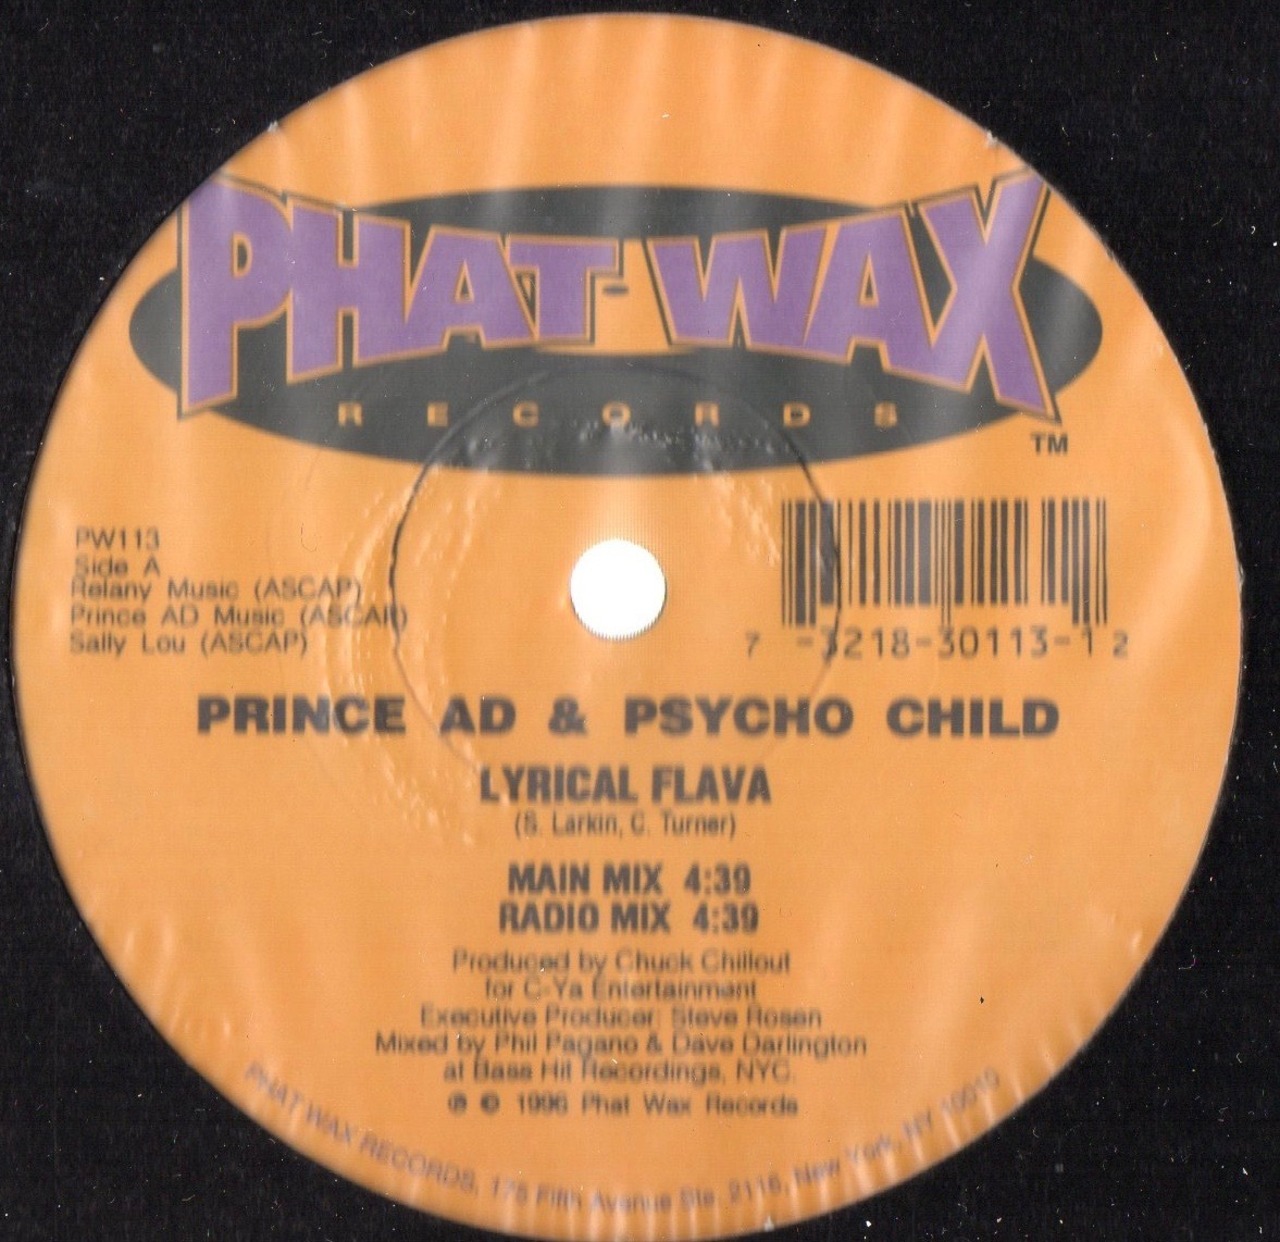 PHAT-WAX
RECORDS
TM
PW113
Side A
Relany Music (ASCAP)
Prince AD Music (ASCAP)
Sally Lou (ASCAP)
7 -3218-30113-1 2
PRINCE AD & PSYCHO CHILD
LYRICAL FLAVA
(S. Larkin, C. Turner)
MAIN MIX 4:39
RADIO MIX 4:39
Produced by Chuck Chillout
for C-Ya Entertainment
Executive Producer: Steve Rosen
Mixed by Phil Pagano & Dave Darlington
at Bass Hit Recordings, NYC.
℗ © 1996 Phat Wax Records
PHAT WAX RECORDS, 175 Fifth Avenue Ste. 2116, New York, NY 10010